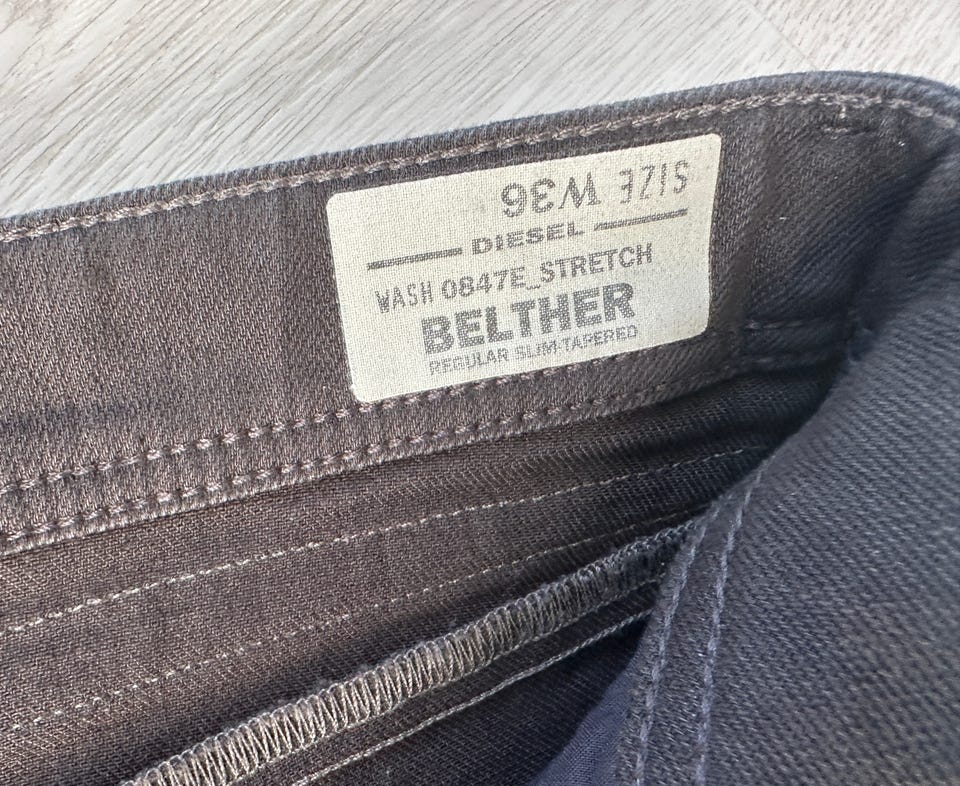 SIZE W36
DIESEL
WASH 0847E_STRETCH
BELTHER
REGULAR SLIM-TAPERED